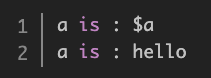 1 a is : $a
2 a is : hello